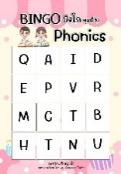 BINGO
Phonics
Q A I D
E P V R
M C T B
H T N U